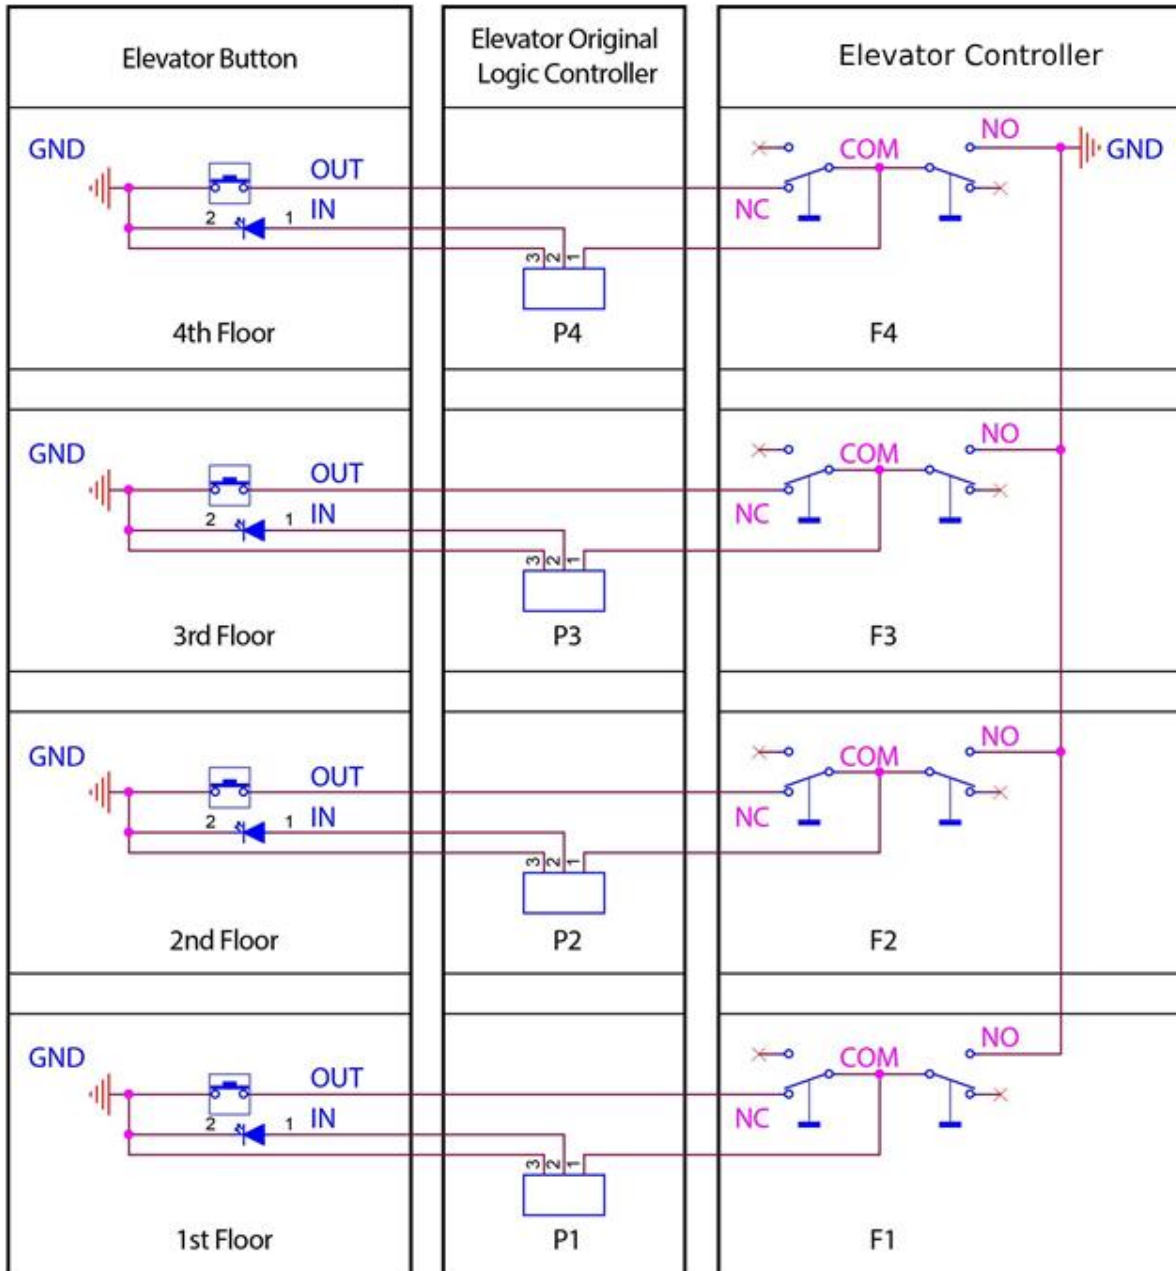 Elevator Button
Elevator Original
Logic Controller
Elevator Controller
GND
OUT
IN
2
1
3
2
1
NC
COM
NO
GND
4th Floor
P4
F4
GND
OUT
IN
2
1
3
2
1
NC
COM
NO
3rd Floor
P3
F3
GND
OUT
IN
2
1
3
2
1
NC
COM
NO
2nd Floor
P2
F2
GND
OUT
IN
2
1
3
2
1
NC
COM
NO
1st Floor
P1
F1